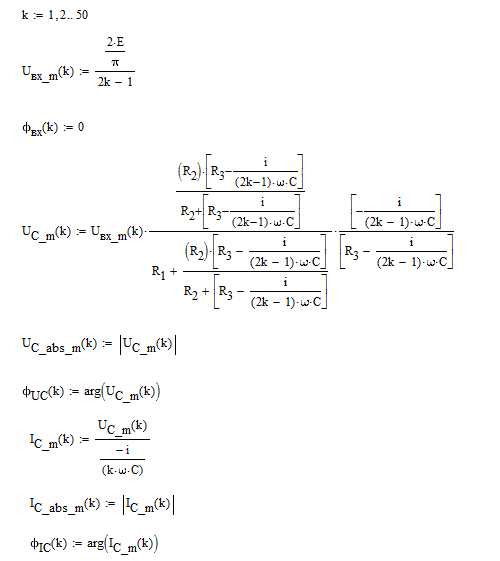 k := 1,2.. 50
U_вх_m(k) := ((2·E)/π)/(2k − 1)
ϕ_вх(k) := 0
U_C_m(k) := U_вх_m(k)·(((R_2)·[R_3−i/((2k−1)·ω·C)])/(R_2+[R_3−i/((2k−1)·ω·C)]))/(R_1 + ((R_2)·[R_3 − i/((2k − 1)·ω·C)])/(R_2 + [R_3 − i/((2k − 1)·ω·C)]))·[−i/((2k − 1)·ω·C)]/[R_3 − i/((2k − 1)·ω·C)]
U_C_abs_m(k) := |U_C_m(k)|
ϕ_UC(k) := arg(U_C_m(k))
I_C_m(k) := U_C_m(k)/(−i/(k·ω·C))
I_C_abs_m(k) := |I_C_m(k)|
ϕ_IC(k) := arg(I_C_m(k))